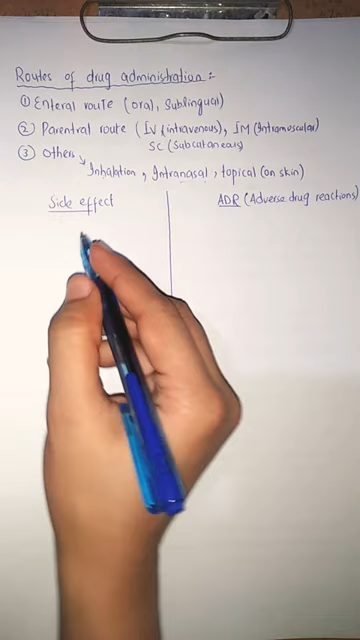 Routes of drug administration :-
① Enteral route (oral, Sublingual)
② Parentral route (IV (intravenous), IM (Intramuscular)
SC (Subcutaneous)
③ Others
Inhalation, Intranasal, topical (on skin)
Side effect
ADR (Adverse drug reactions)